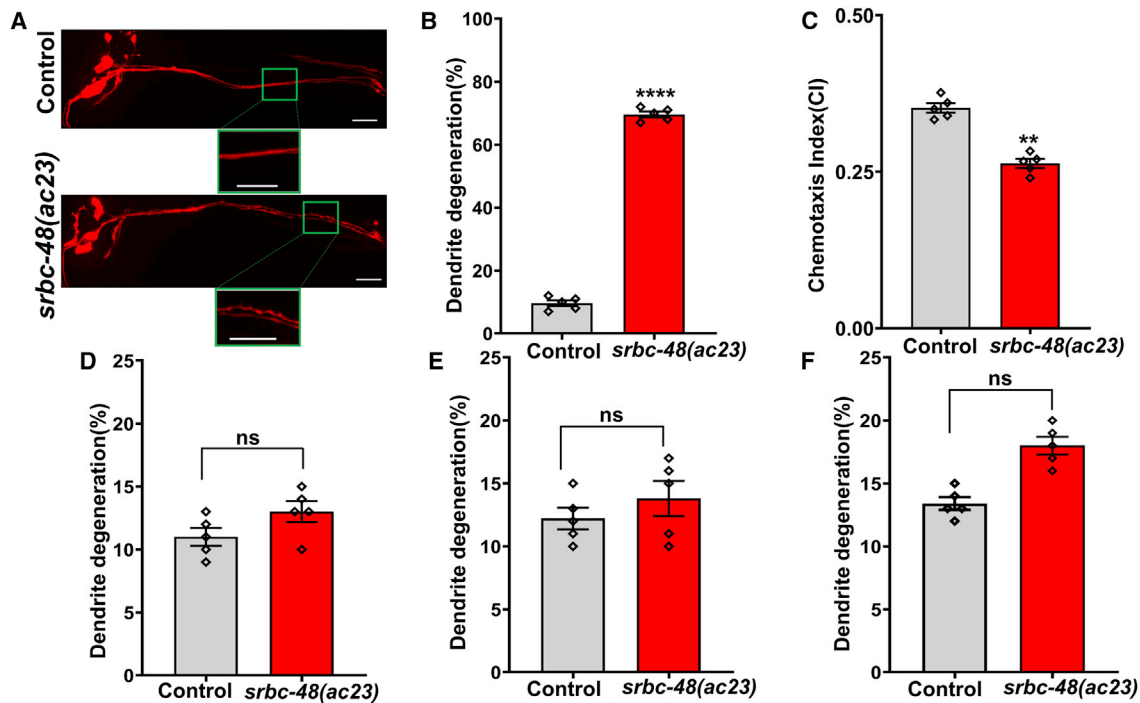 A
Control
srbc-48(ac23)
B
Dendrite degeneration(%)
100
80
60
40
20
0
****
Control
srbc-48(ac23)
C
Chemotaxis Index(CI)
0.50
0.25
0.00
**
Control
srbc-48(ac23)
D
Dendrite degeneration(%)
25
20
15
10
5
0
ns
Control
srbc-48(ac23)
E
Dendrite degeneration(%)
25
20
15
10
5
0
ns
Control
srbc-48(ac23)
F
Dendrite degeneration(%)
25
20
15
10
5
0
ns
Control
srbc-48(ac23)